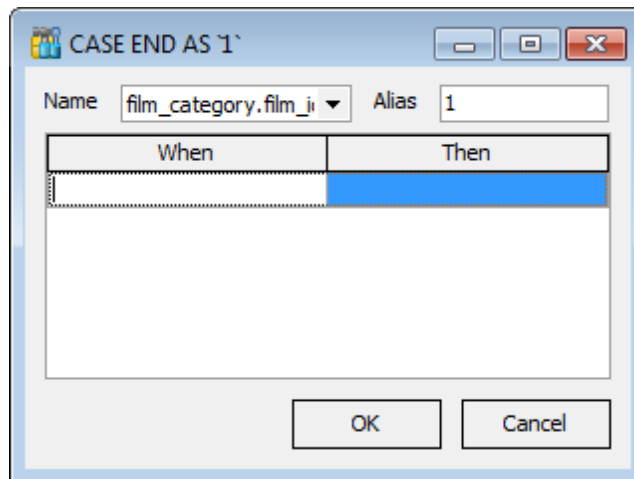 CASE END AS `1`
Name film_category.film_i Alias 1
When Then
OK Cancel